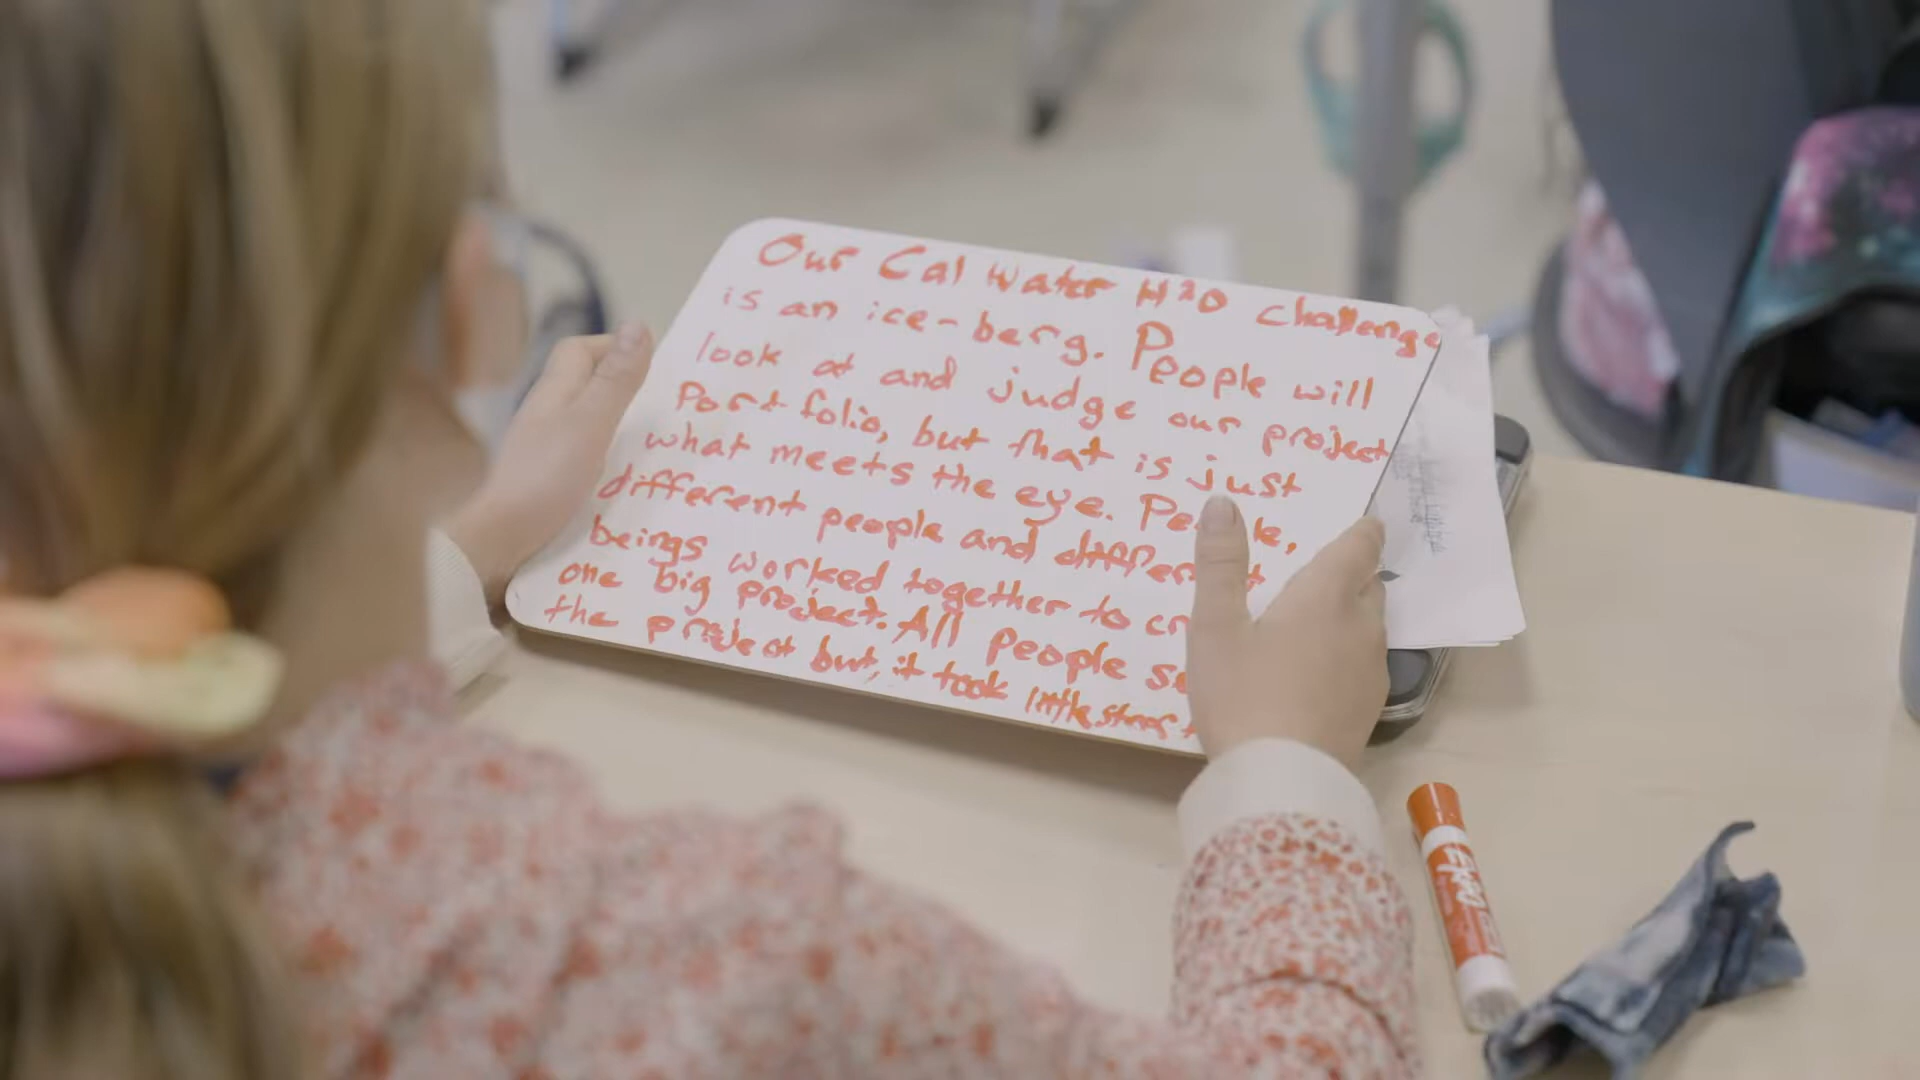 Our Cal Water H2O Challenge
is an ice-berg. People will
look at and judge our project
Portfolio, but that is just
what meets the eye. People,
different people and different
beings worked together to
one big project. All people
the project but, it took little
Expo